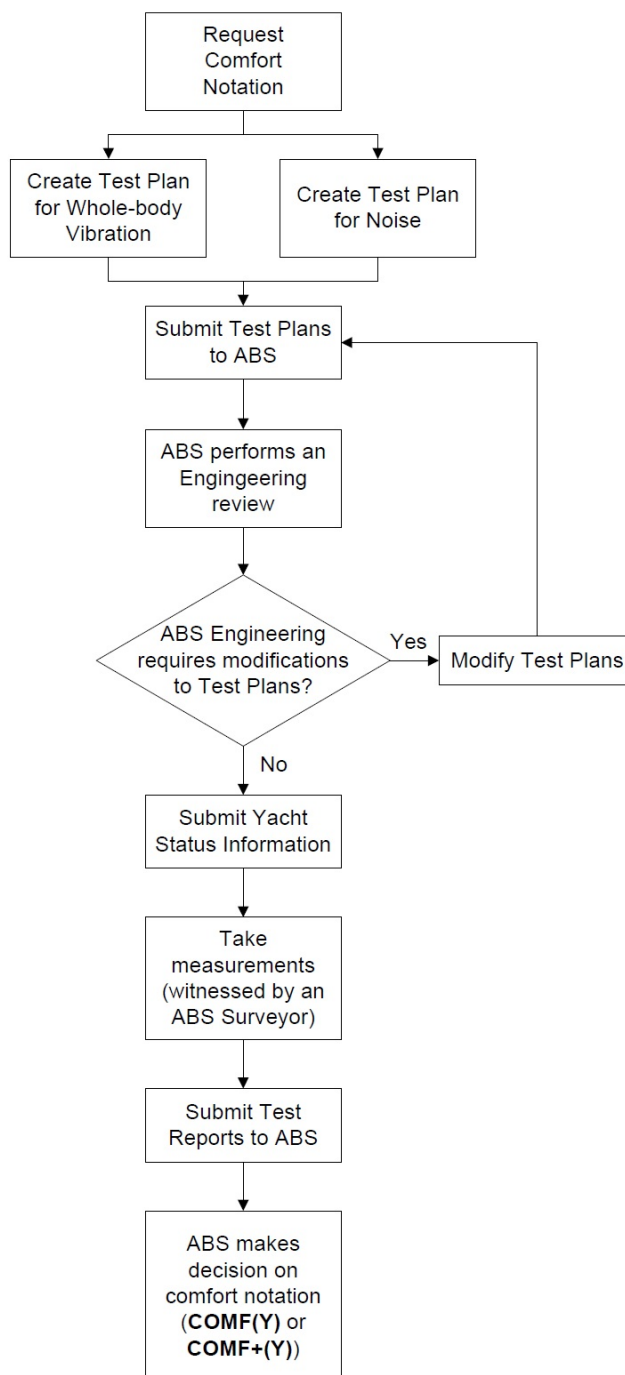 Request
Comfort
Notation
Create Test Plan
for Whole-body
Vibration
Create Test Plan
for Noise
Submit Test Plans
to ABS
ABS performs an
Engingeering
review
ABS Engineering
requires modifications
to Test Plans?
Yes
Modify Test Plans
No
Submit Yacht
Status Information
Take
measurements
(witnessed by an
ABS Surveyor)
Submit Test
Reports to ABS
ABS makes
decision on
comfort notation
(COMF(Y) or
COMF+(Y))